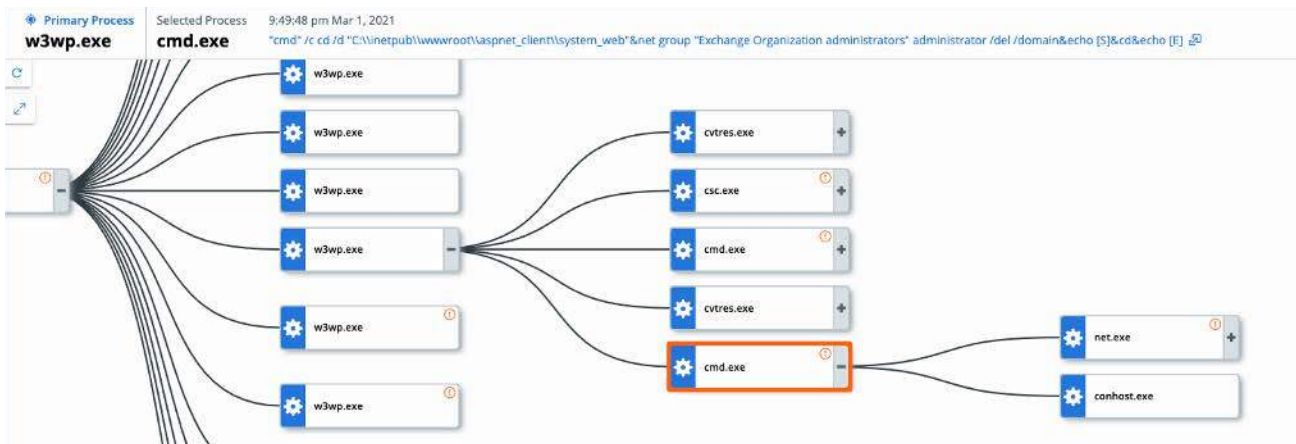 Primary Process
Selected Process
9:49:48 pm Mar 1, 2021
w3wp.exe
cmd.exe
"cmd" /c cd /d "C:\\inetpub\\wwwroot\\aspnet_client\\system_web"&net group "Exchange Organization administrators" administrator /del /domain&echo [S]&cd&echo [E]
w3wp.exe
w3wp.exe
cvtres.exe
w3wp.exe
csc.exe
w3wp.exe
cmd.exe
w3wp.exe
cvtres.exe
net.exe
cmd.exe
w3wp.exe
conhost.exe